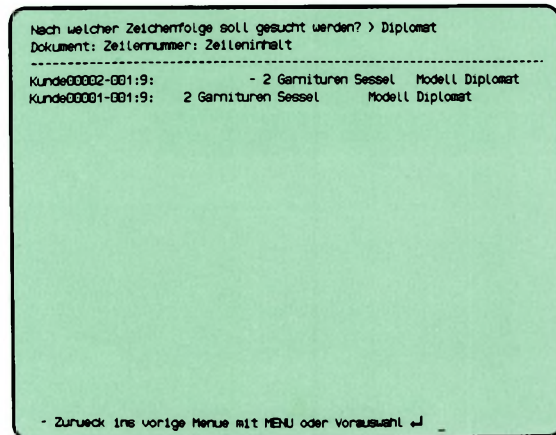 Nach welcher Zeichenfolge soll gesucht werden? > Diplomat
Dokument: Zeilennummer: Zeileninhalt
--------------------------------------------------------------------------------
Kunde00002-001:9:               - 2 Garnituren Sessel   Modell Diplomat
Kunde00001-001:9:     2 Garnituren Sessel        Modell Diplomat
- Zurueck ins vorige Menue mit MENU oder Vorauswahl ↵ _